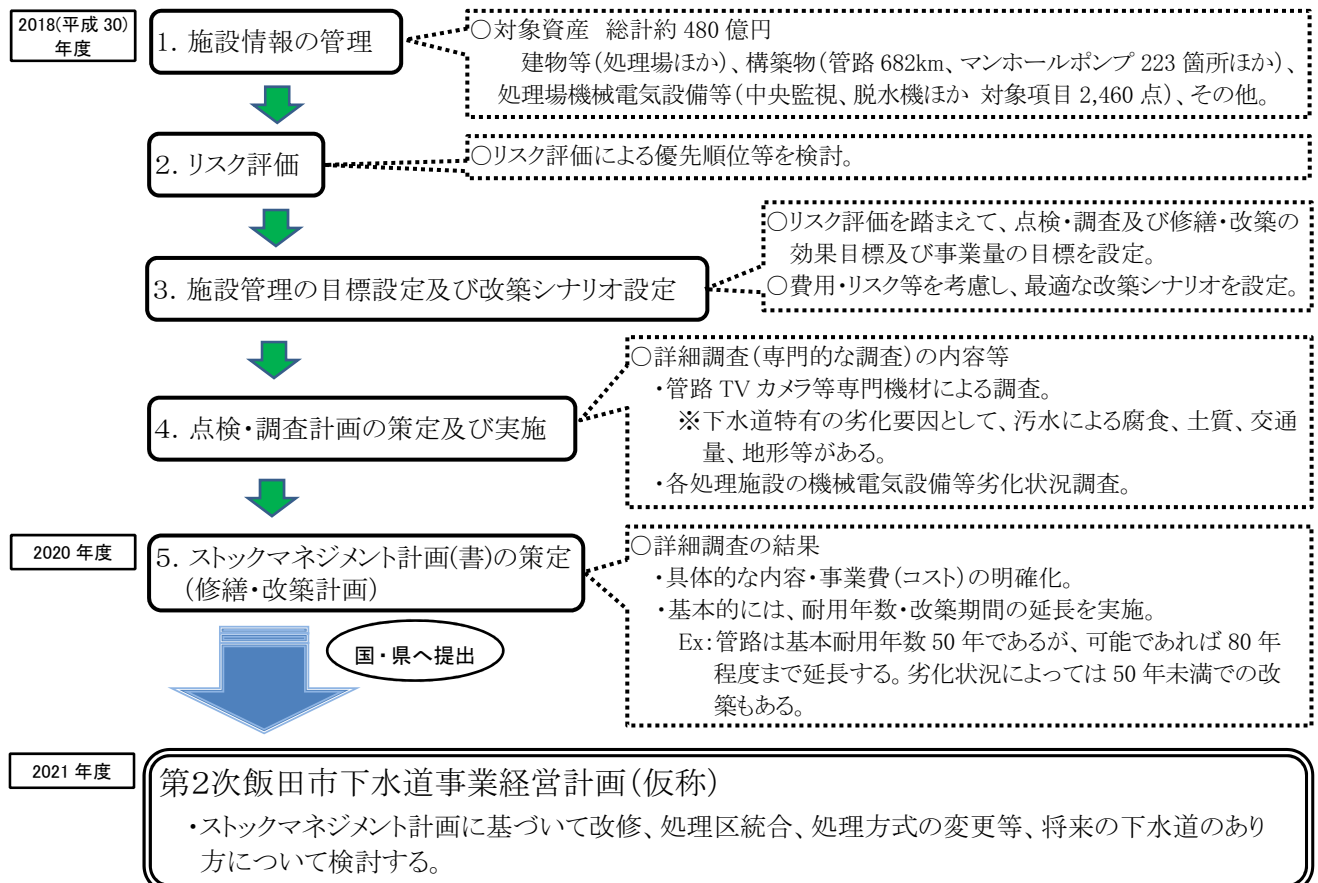 2018(平成 30)
年度
1. 施設情報の管理
○対象資産 総計約 480 億円
建物等(処理場ほか)、構築物(管路 682km、マンホールポンプ 223 箇所ほか)、
処理場機械電気設備等(中央監視、脱水機ほか 対象項目 2,460 点)、その他。
2. リスク評価
○リスク評価による優先順位等を検討。
3. 施設管理の目標設定及び改築シナリオ設定
○リスク評価を踏まえて、点検・調査及び修繕・改築の
効果目標及び事業量の目標を設定。
○費用・リスク等を考慮し、最適な改築シナリオを設定。
4. 点検・調査計画の策定及び実施
○詳細調査(専門的な調査)の内容等
・管路 TV カメラ等専門機材による調査。
※下水道特有の劣化要因として、汚水による腐食、土質、交通
量、地形等がある。
・各処理施設の機械電気設備等劣化状況調査。
2020 年度
5. ストックマネジメント計画(書)の策定
(修繕・改築計画)
○詳細調査の結果
・具体的な内容・事業費(コスト)の明確化。
・基本的には、耐用年数・改築期間の延長を実施。
Ex:管路は基本耐用年数 50 年であるが、可能であれば 80 年
程度まで延長する。劣化状況によっては 50 年未満での改
築もある。
国・県へ提出
2021 年度
第2次飯田市下水道事業経営計画(仮称)
・ストックマネジメント計画に基づいて改修、処理区統合、処理方式の変更等、将来の下水道のあり
方について検討する。